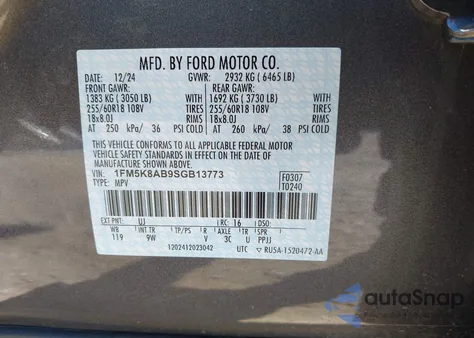 MFD. BY FORD MOTOR CO.
DATE: 12/24 GVWR: 2932 KG ( 6465 LB)
FRONT GAWR: REAR GAWR:
1383 KG ( 3050 LB) WITH 1692 KG ( 3730 LB) WITH
255/60R18 108V TIRES 255/60R18 108V TIRES
18x8.0J RIMS 18x8.0J RIMS
AT 250 kPa/ 36 PSI COLD AT 260 kPa/ 38 PSI COLD
THIS VEHICLE CONFORMS TO ALL APPLICABLE FEDERAL MOTOR
VEHICLE SAFETY AND THEFT PREVENTION STANDARDS IN EFFECT ON THE DATE OF
MANUFACTURE SHOWN ABOVE.
VIN: 1FM5K8AB9SGB13773 F0307
TYPE: MPV T0240
EXT PNT: UJ RC: 16 DSO:
WB INT TR TP/PS R AXLE TR SPR
119 9W V 3C U PPJJ
1202412023042 UTC ▽ RU5A-1520472-AA
autoSnap